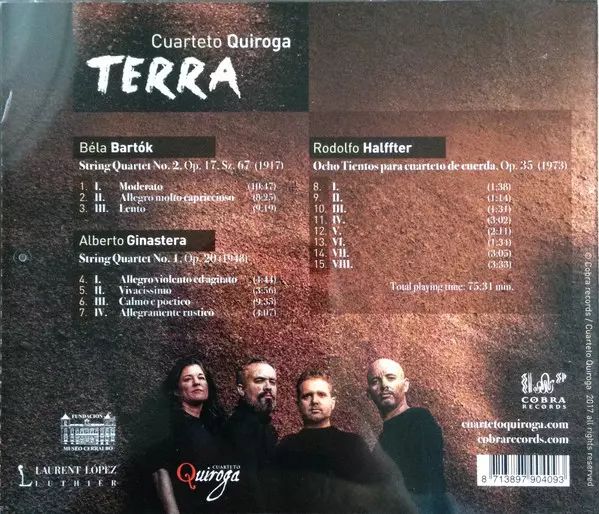 Cuarteto Quiroga
TERRA
Béla Bartók
String Quartet No. 2, Op. 17, Sz. 67 (1917)
1. I. Moderato (10:47)
2. II. Allegro molto capriccioso (8:25)
3. III. Lento (9:19)
Alberto Ginastera
String Quartet No. 1, Op. 20 (1948)
4. I. Allegro violento ed agitato (4:44)
5. II. Vivacissimo (3:56)
6. III. Calmo e poetico (9:35)
7. IV. Allegramente rustico (4:07)
Rodolfo Halffter
Ocho Tientos para cuarteto de cuerda, Op. 35 (1973)
8. I. (1:38)
9. II. (1:14)
10. III. (1:31)
11. IV. (3:02)
12. V. (2:11)
13. VI. (1:34)
14. VII. (3:05)
15. VIII. (3:33)
Total playing time: 75:31 min.
© Cobra records / Cuarteto Quiroga 2017 all rights reserved
COBRA
RECORDS
cuartetoquiroga.com
cobrarecords.com
8 713897 904093
FUNDACIÓN
MUSEO CERRALBO
LAURENT LÓPEZ
LUTHIER
CUARTETO
Quiroga